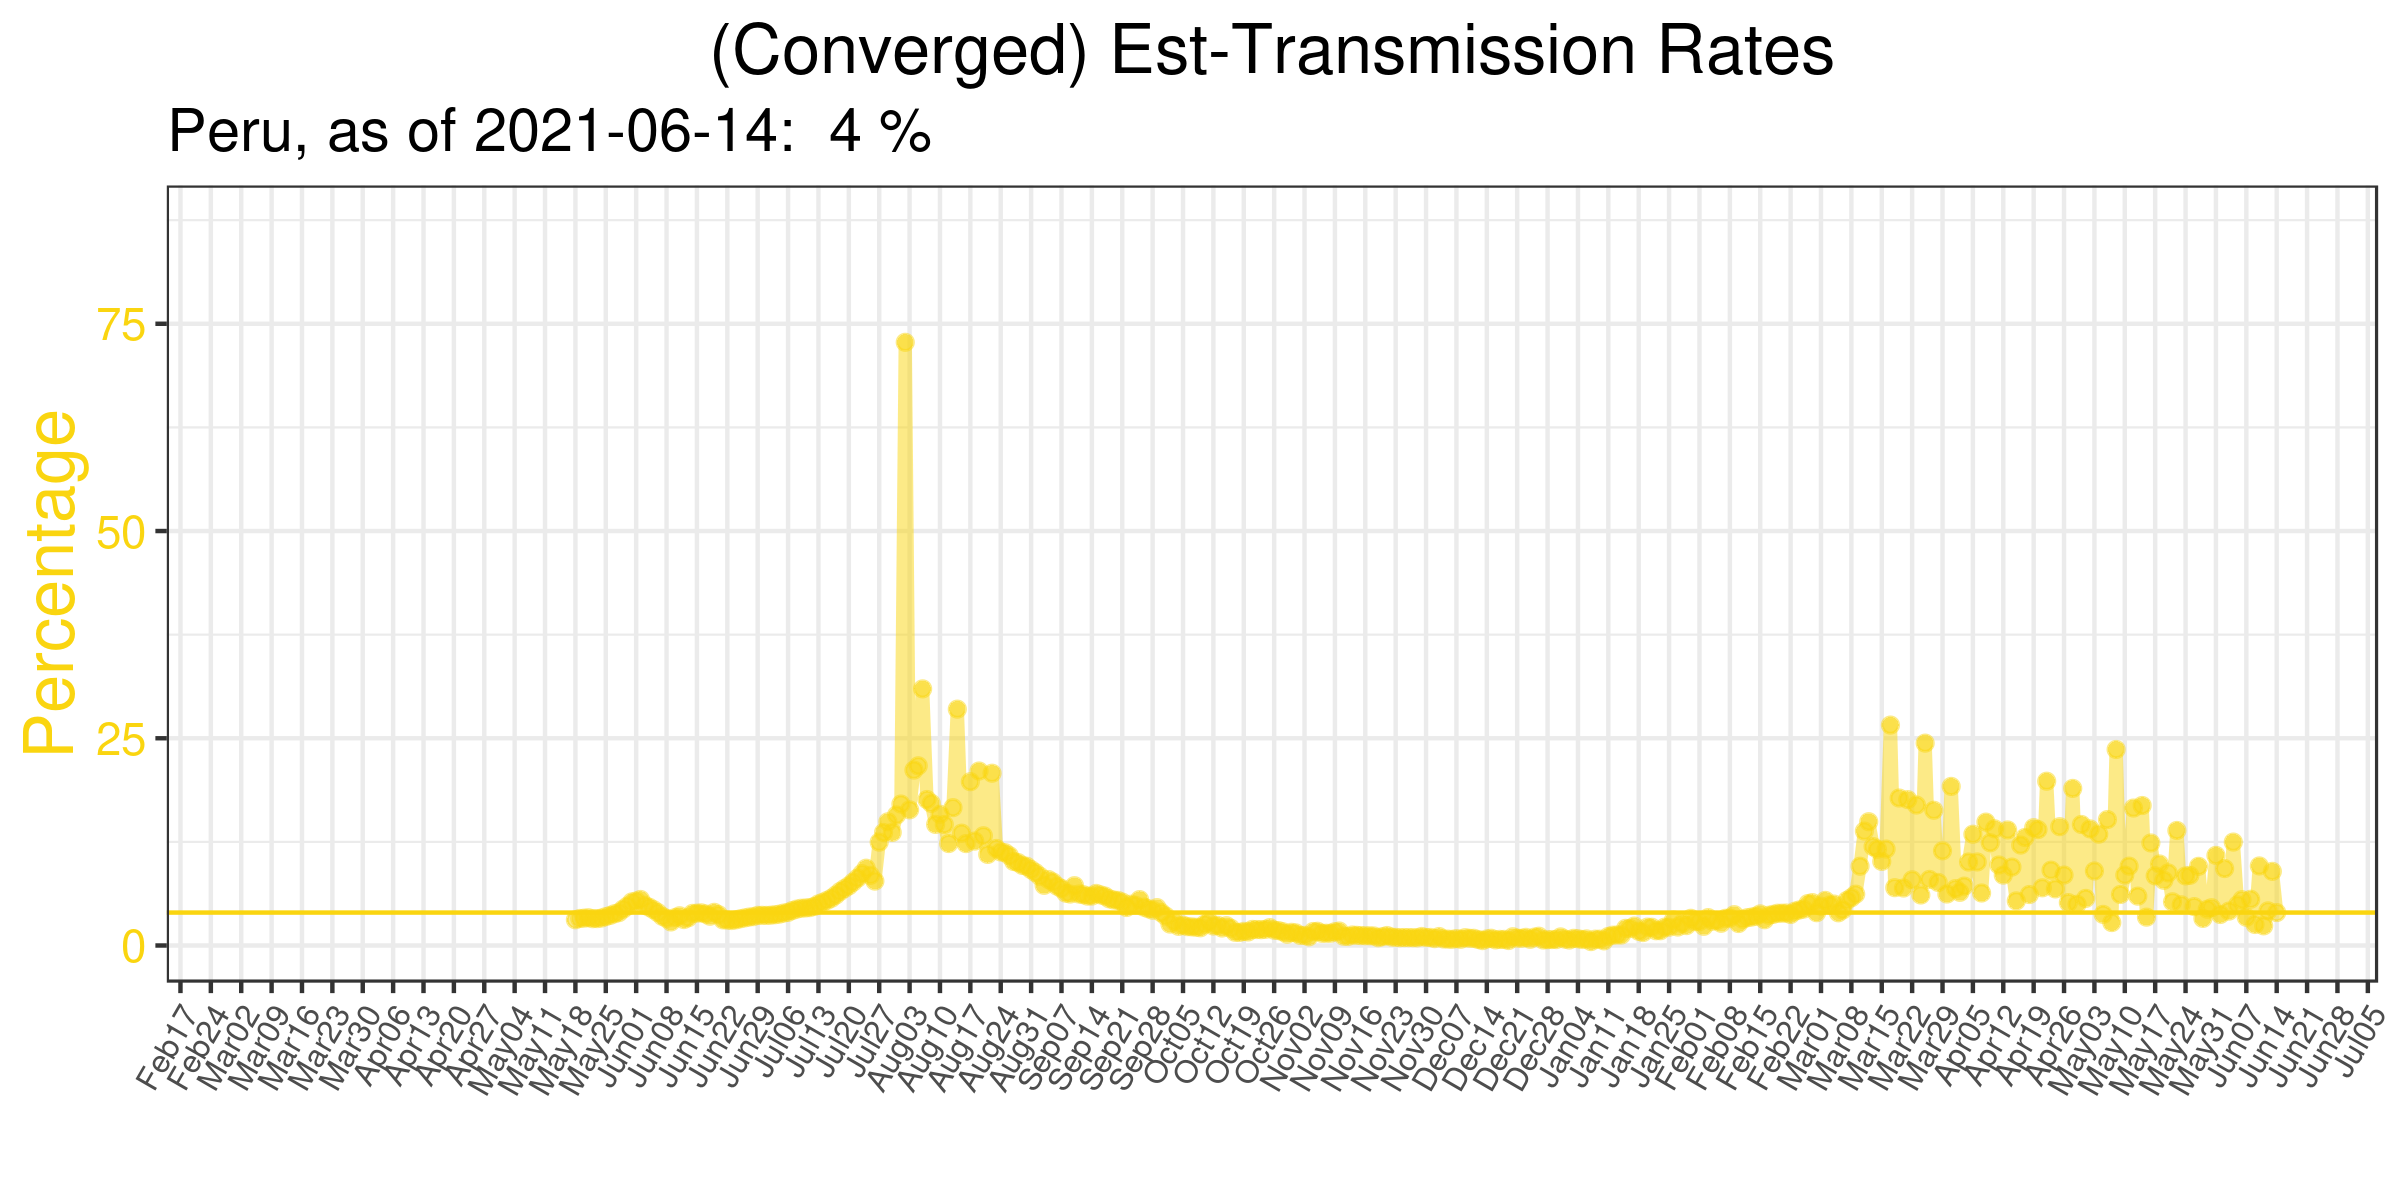 (Converged) Est-Transmission Rates
Peru, as of 2021-06-14:  4 %
Percentage
75
50
25
0
Feb17
Feb24
Mar02
Mar09
Mar16
Mar23
Mar30
Apr06
Apr13
Apr20
Apr27
May04
May11
May18
May25
Jun01
Jun08
Jun15
Jun22
Jun29
Jul06
Jul13
Jul20
Jul27
Aug03
Aug10
Aug17
Aug24
Aug31
Sep07
Sep14
Sep21
Sep28
Oct05
Oct12
Oct19
Oct26
Nov02
Nov09
Nov16
Nov23
Nov30
Dec07
Dec14
Dec21
Dec28
Jan04
Jan11
Jan18
Jan25
Feb01
Feb08
Feb15
Feb22
Mar01
Mar08
Mar15
Mar22
Mar29
Apr05
Apr12
Apr19
Apr26
May03
May10
May17
May24
May31
Jun07
Jun14
Jun21
Jun28
Jul05